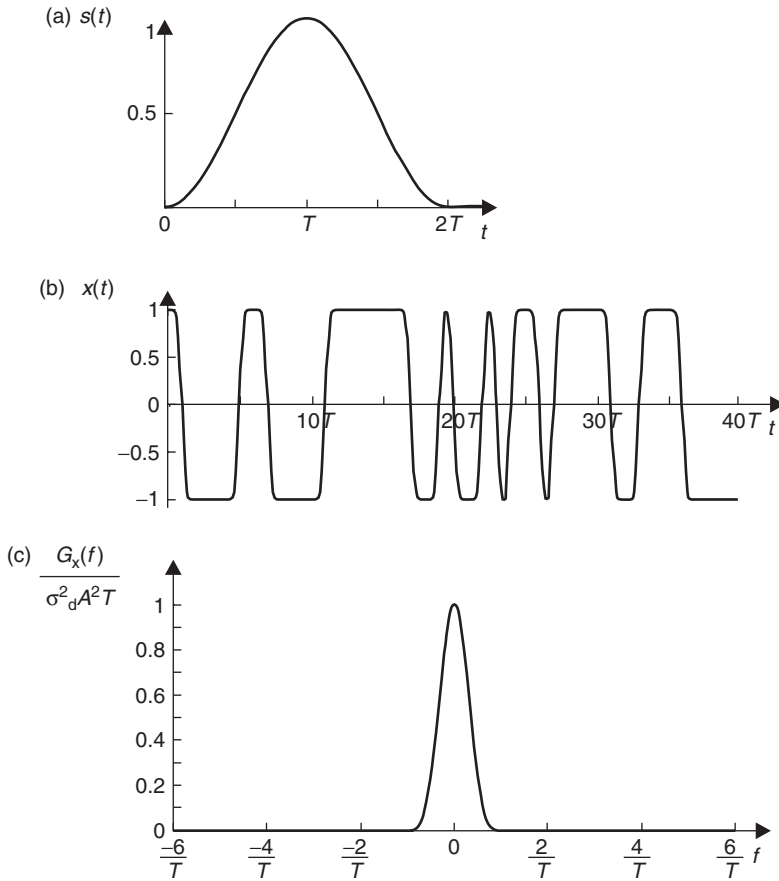 (a) s(t)
1
0.5
0 T 2T t
(b) x(t)
1
0.5
0
10T 20T 30T 40T t
−0.5
−1
(c) Gx(f)
σ²dA²T
1
0.8
0.6
0.4
0.2
0
−6/T −4/T −2/T 0 2/T 4/T 6/T f